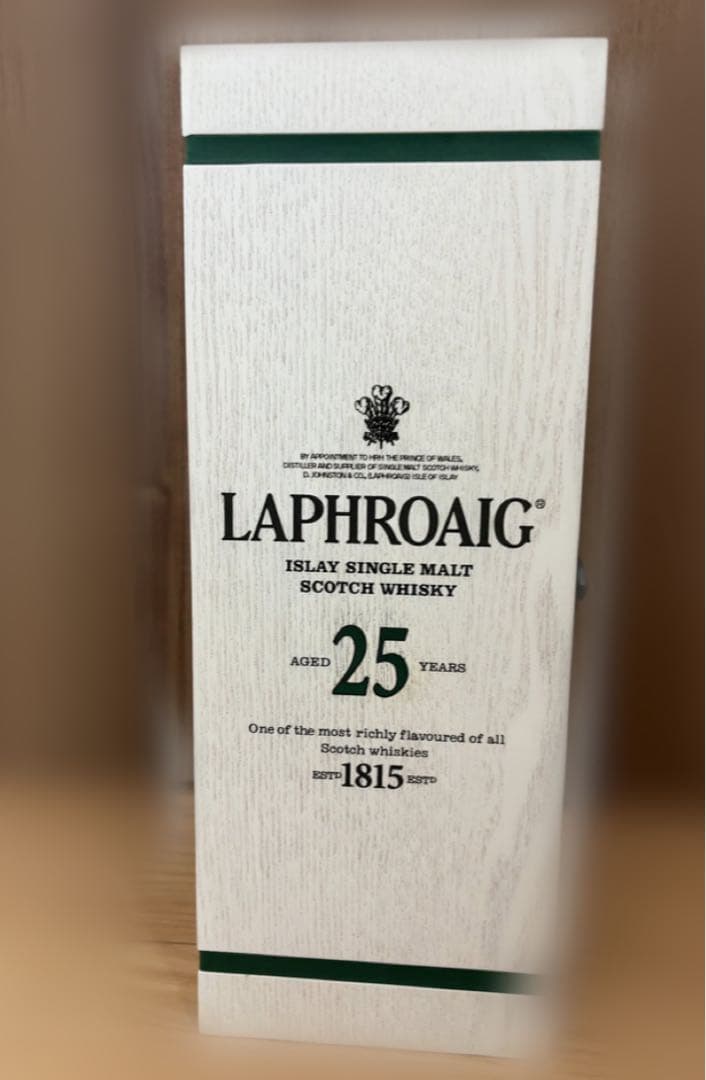 BY APPOINTMENT TO HRH THE PRINCE OF WALES,
DISTILLER AND SUPPLIER OF SINGLE MALT SCOTCH WHISKY,
D. JOHNSTON & CO., (LAPHROAIG) ISLE OF ISLAY
LAPHROAIG®
ISLAY SINGLE MALT
SCOTCH WHISKY
AGED 25 YEARS
One of the most richly flavoured of all
Scotch whiskies
ESTD 1815 ESTD